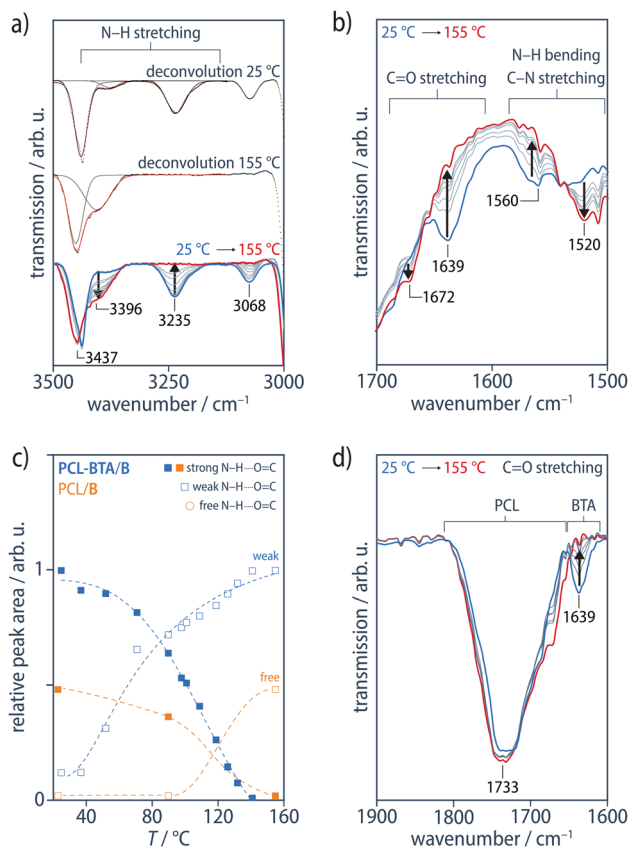 a)
N–H stretching
deconvolution 25 °C
deconvolution 155 °C
25 °C → 155 °C
3396
3235
3068
3437
3500 3250 3000
wavenumber / cm⁻¹
transmission / arb. u.
b)
25 °C → 155 °C
N–H bending
C=O stretching C–N stretching
1560
1520
1639
1672
1700 1600 1500
wavenumber / cm⁻¹
transmission / arb. u.
c)
PCL-BTA/B
PCL/B
strong N–H·····O=C
weak N–H·····O=C
free N–H·····O=C
weak
free
1
0
40 80 120 160
T / °C
relative peak area / arb. u.
d)
25 °C → 155 °C C=O stretching
PCL BTA
1639
1733
1900 1800 1700 1600
wavenumber / cm⁻¹
transmission / arb. u.